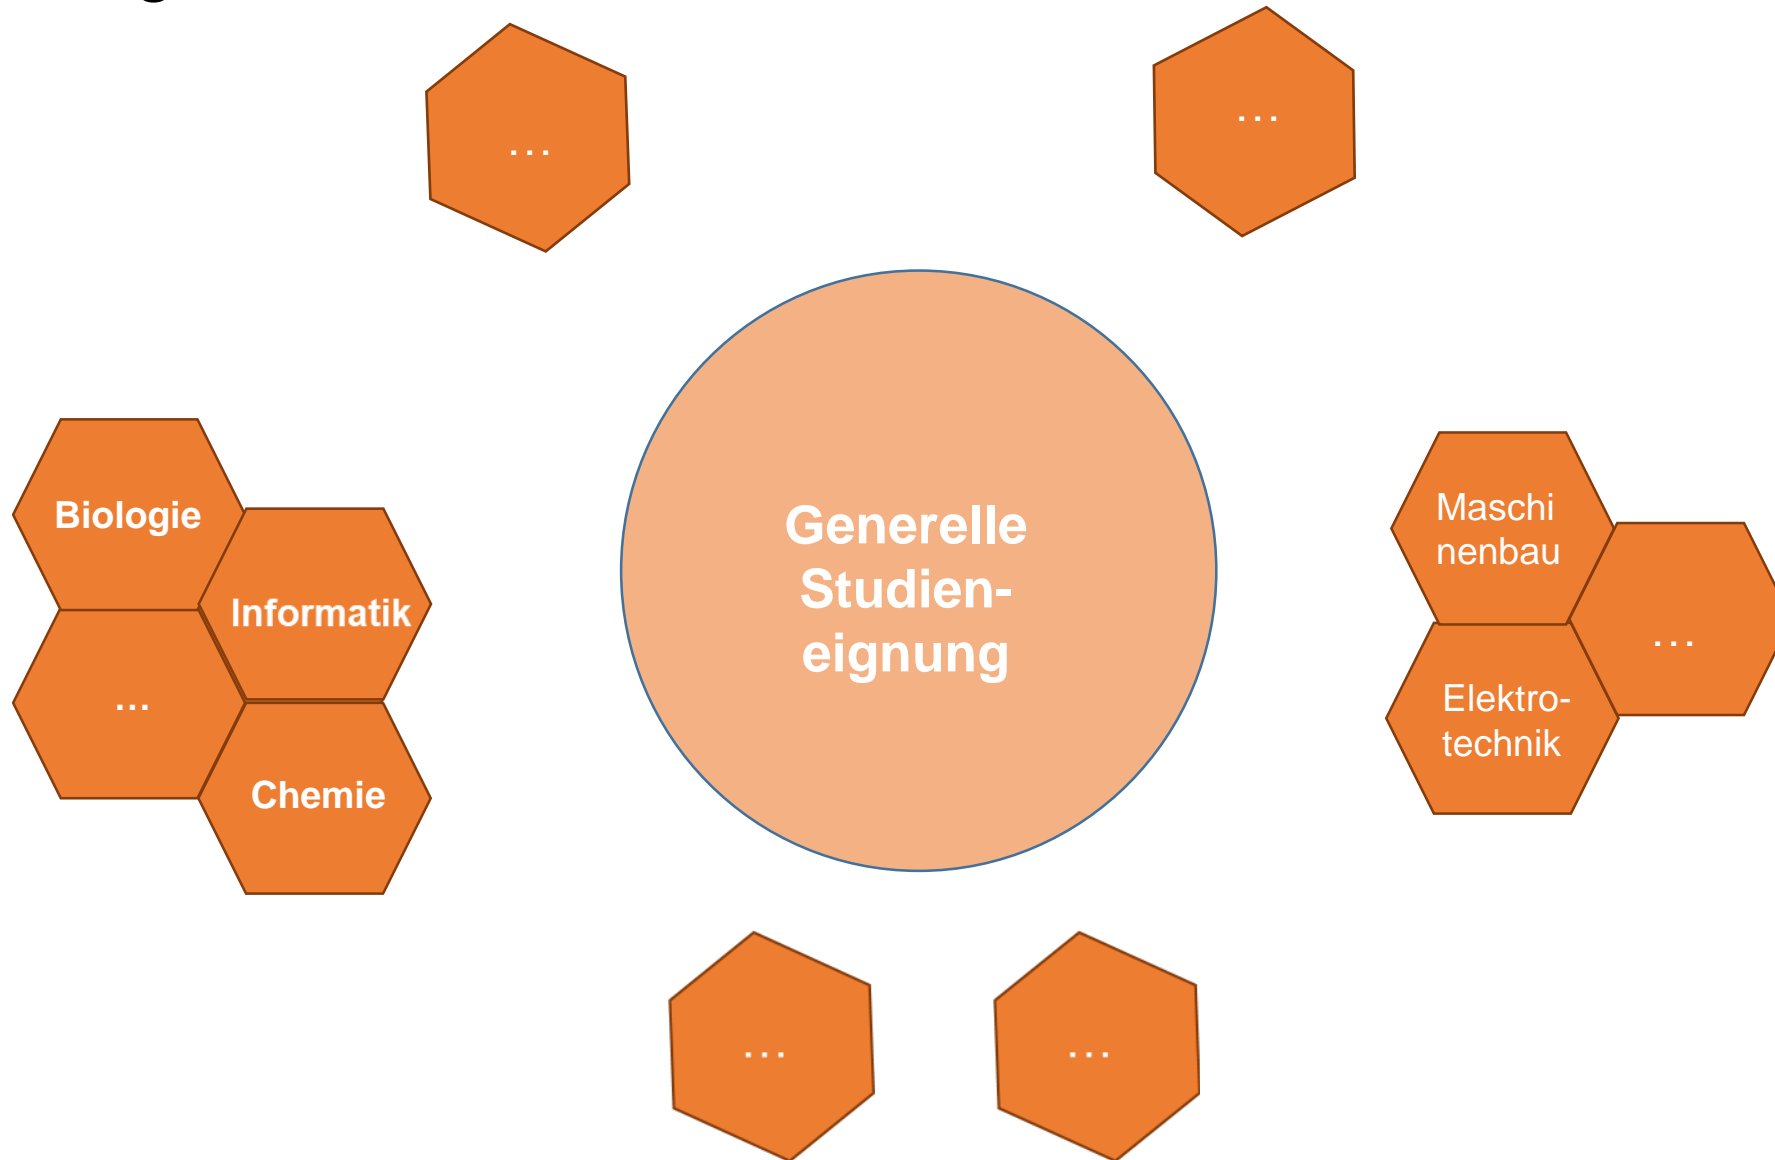 ...
...
Biologie
Informatik
...
Chemie
Generelle
Studien-
eignung
Maschi
nenbau
...
Elektro-
technik
...
...